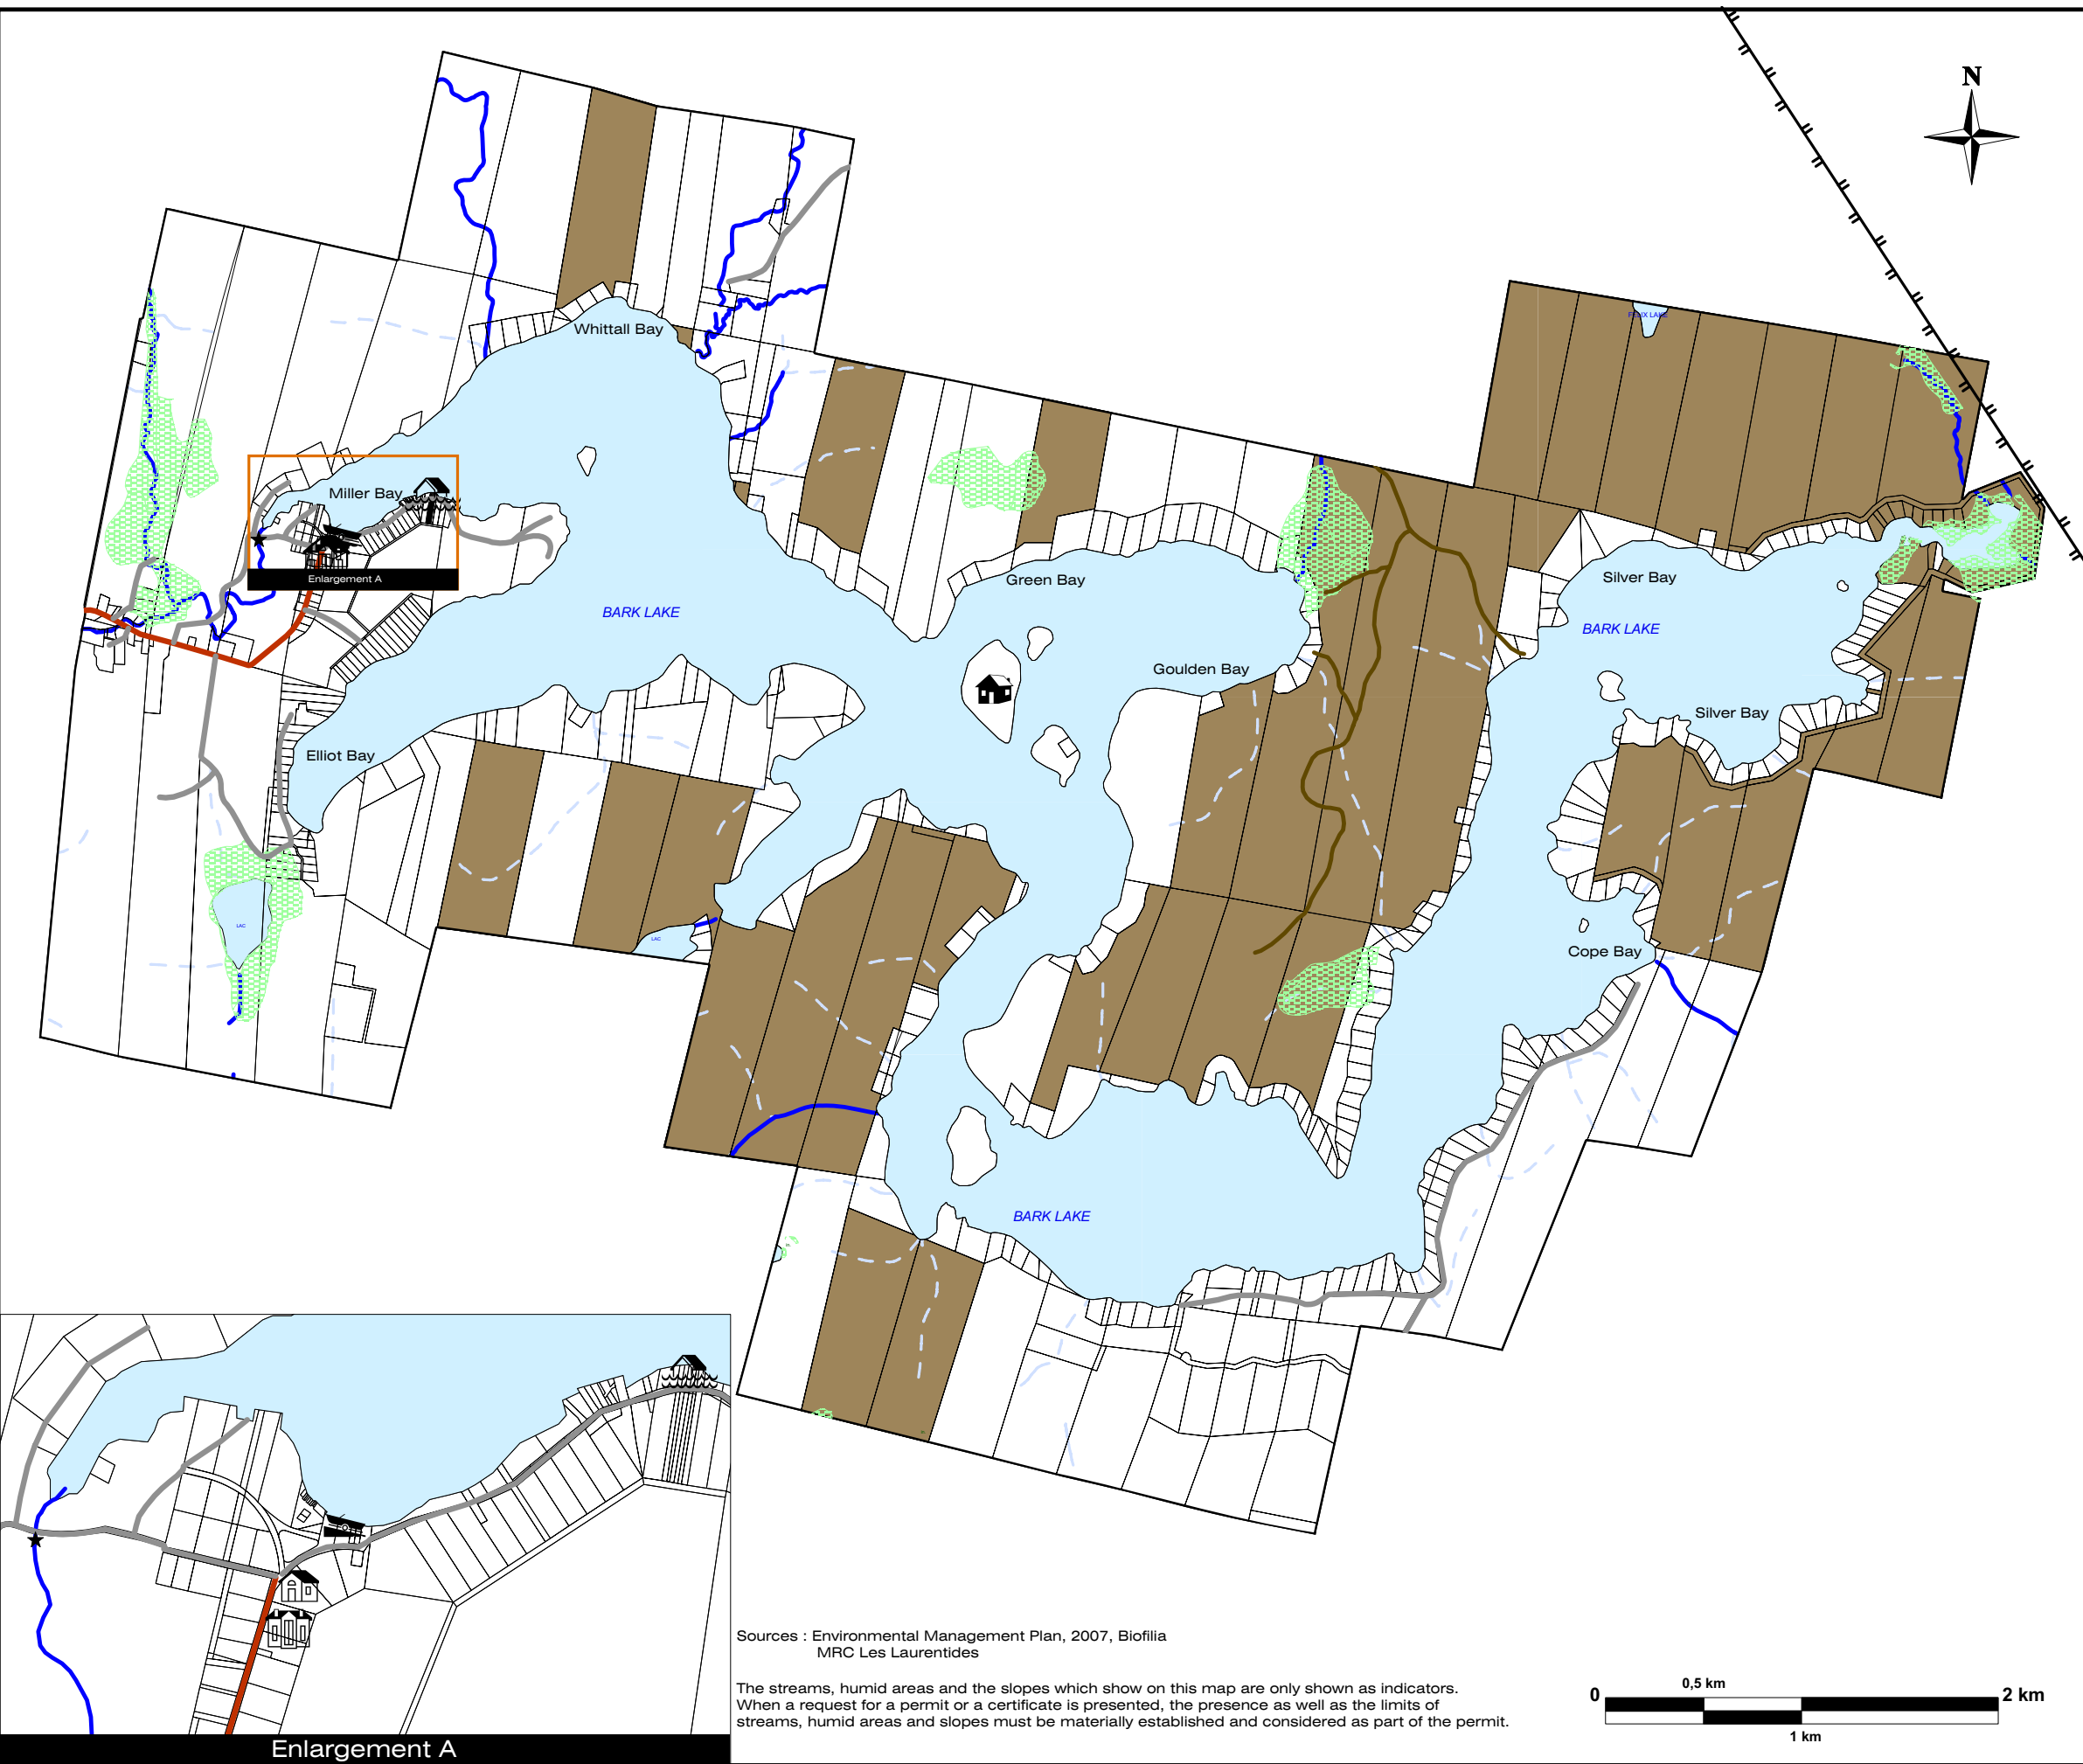 N
FELIX LAKE
Whittall Bay
Miller Bay
Enlargement A
Green Bay
Silver Bay
BARK LAKE
BARK LAKE
Goulden Bay
Silver Bay
Elliot Bay
LAC
LAC
Cope Bay
BARK LAKE
Sources : Environmental Management Plan, 2007, Biofilia
MRC Les Laurentides
The streams, humid areas and the slopes which show on this map are only shown as indicators.
When a request for a permit or a certificate is presented, the presence as well as the limits of
streams, humid areas and slopes must be materially established and considered as part of the permit.
0,5 km
0
2 km
1 km
Enlargement A